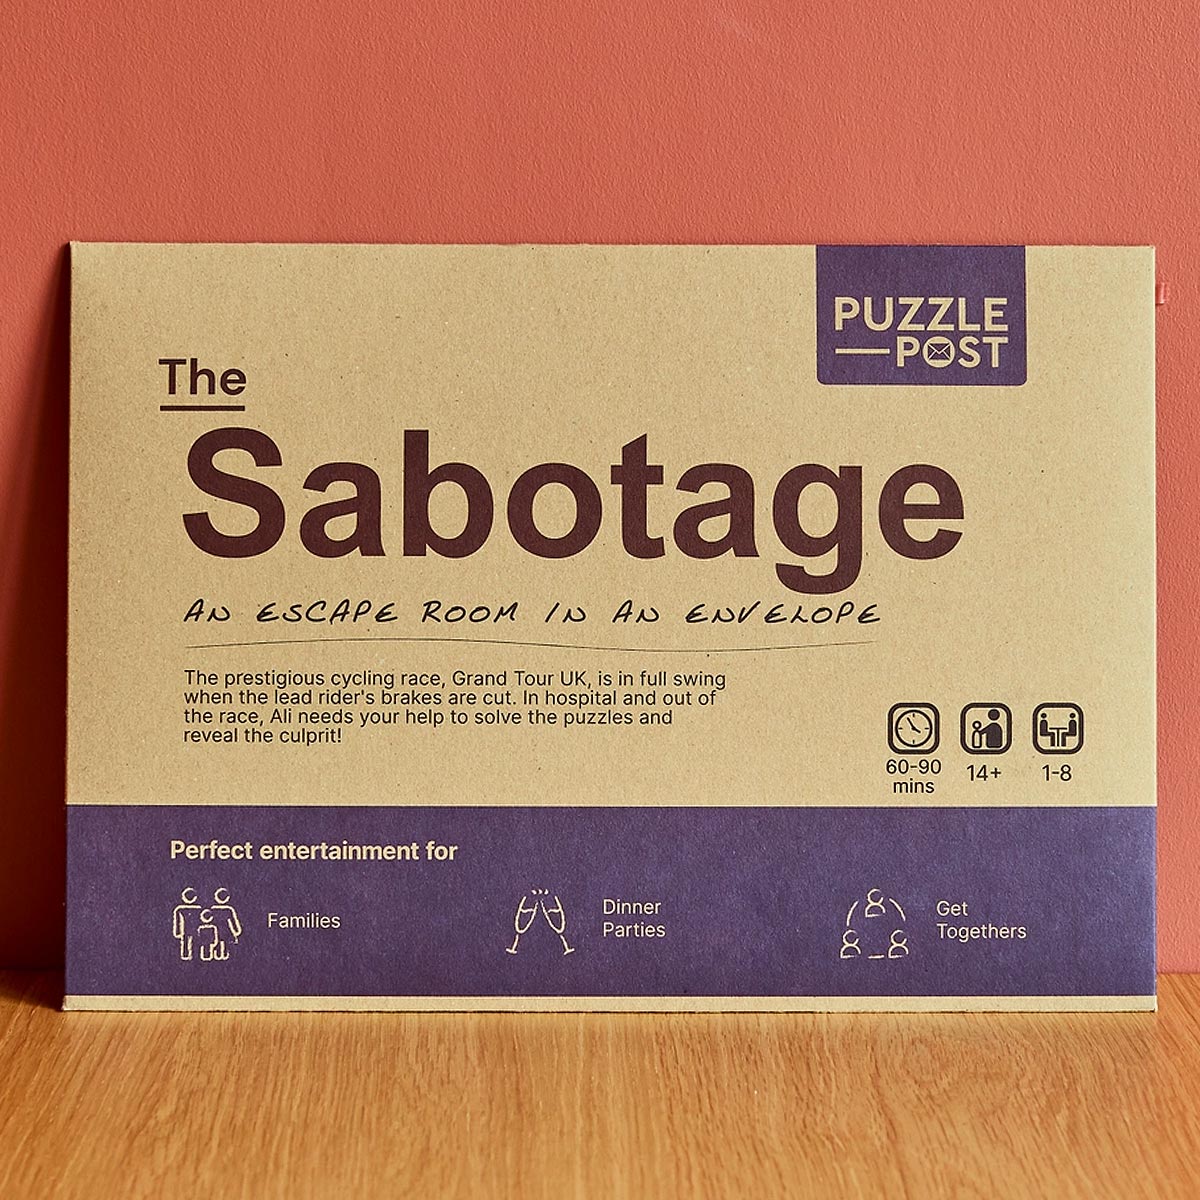 PUZZLE
POST
The
Sabotage
AN ESCAPE ROOM IN AN ENVELOPE
The prestigious cycling race, Grand Tour UK, is in full swing
when the lead rider's brakes are cut. In hospital and out of
the race, Ali needs your help to solve the puzzles and
reveal the culprit!
60-90
mins
14+
1-8
Perfect entertainment for
Families
Dinner
Parties
Get
Togethers